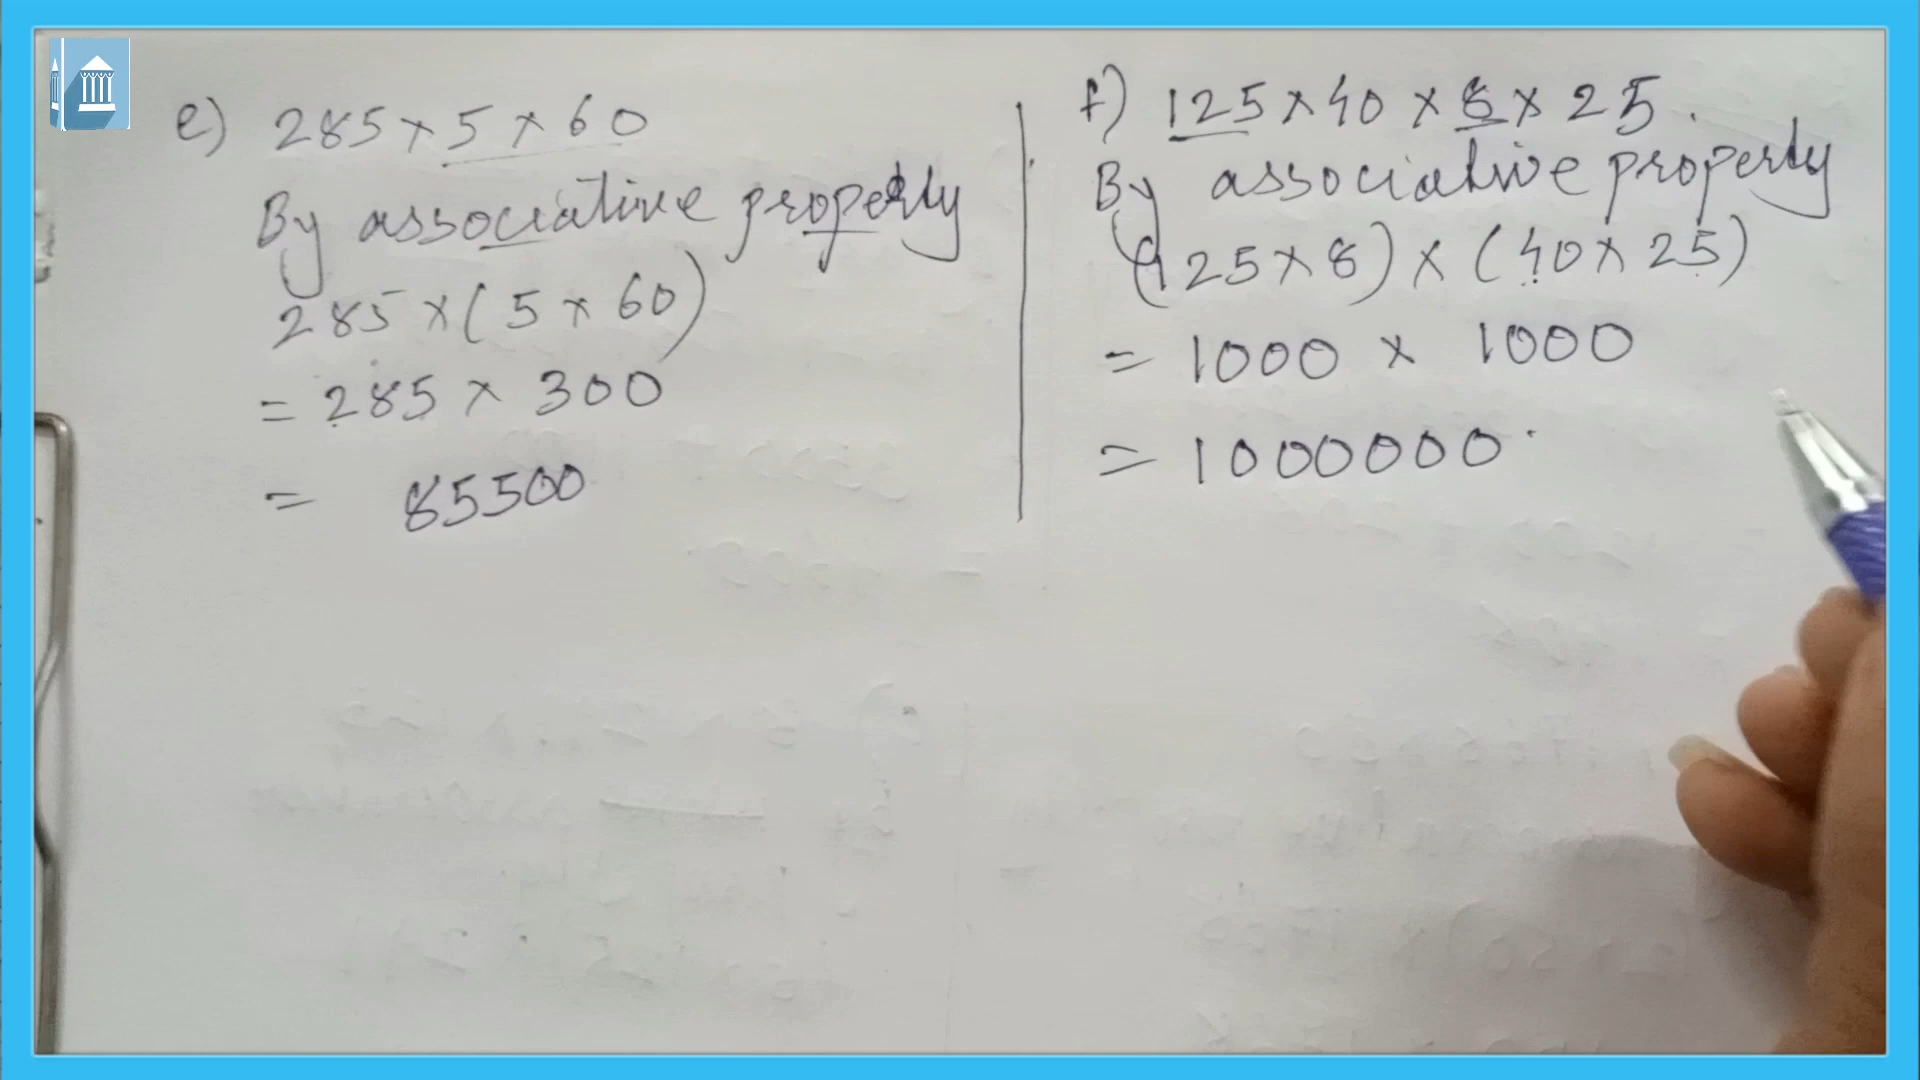 e) 285 × 5 × 60
By associative property
285 × (5 × 60)
= 285 × 300
= 85500
f) 125 × 40 × 8 × 25.
By associative property
(125 × 8) × (40 × 25)
= 1000 × 1000
= 1000000.